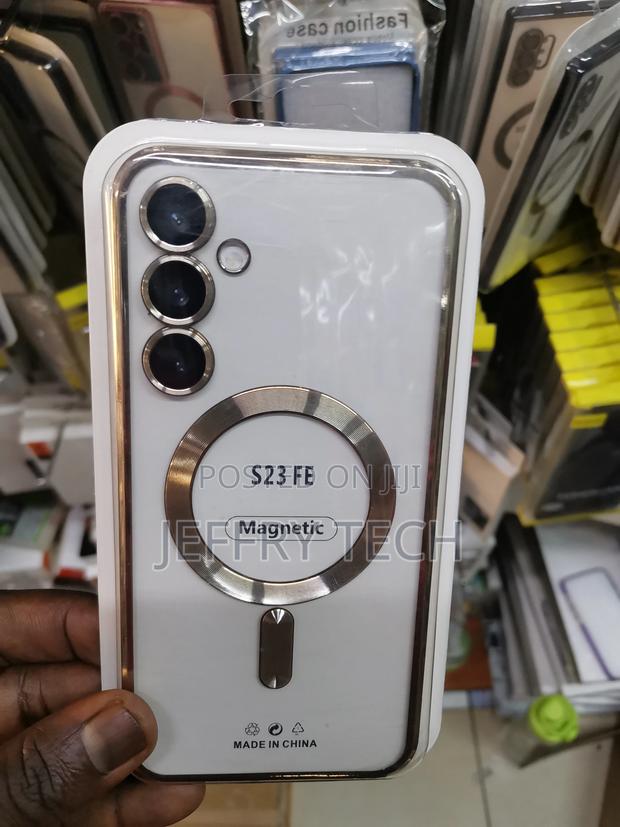 Fashion case
S23 FE
POSTED ON JIJI
Magnetic
JEFFRY TECH
MADE IN CHINA